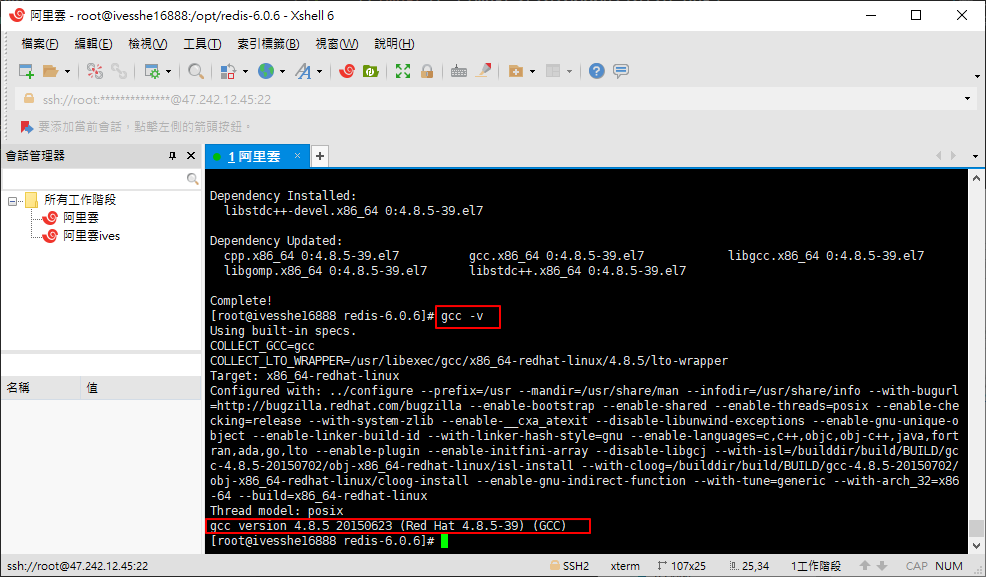 阿里雲 - root@ivesshe16888:/opt/redis-6.0.6 - Xshell 6
檔案(F) 編輯(E) 檢視(V) 工具(T) 索引標籤(B) 視窗(W) 說明(H)
ssh://root:**************@47.242.12.45:22
要添加當前會話，點擊左側的箭頭按鈕。
會話管理器
1 阿里雲 × +
所有工作階段
阿里雲
阿里雲ives
名稱 值
Dependency Installed:
libstdc++-devel.x86_64 0:4.8.5-39.el7
Dependency Updated:
cpp.x86_64 0:4.8.5-39.el7 gcc.x86_64 0:4.8.5-39.el7 libgcc.x86_64 0:4.8.5-39.el7
libgomp.x86_64 0:4.8.5-39.el7 libstdc++.x86_64 0:4.8.5-39.el7
Complete!
[root@ivesshe16888 redis-6.0.6]# gcc -v
Using built-in specs.
COLLECT_GCC=gcc
COLLECT_LTO_WRAPPER=/usr/libexec/gcc/x86_64-redhat-linux/4.8.5/lto-wrapper
Target: x86_64-redhat-linux
Configured with: ../configure --prefix=/usr --mandir=/usr/share/man --infodir=/usr/share/info --with-bugurl
=http://bugzilla.redhat.com/bugzilla --enable-bootstrap --enable-shared --enable-threads=posix --enable-che
cking=release --with-system-zlib --enable-__cxa_atexit --disable-libunwind-exceptions --enable-gnu-unique-o
bject --enable-linker-build-id --with-linker-hash-style=gnu --enable-languages=c,c++,objc,obj-c++,java,fort
ran,ada,go,lto --enable-plugin --enable-initfini-array --disable-libgcj --with-isl=/builddir/build/BUILD/gc
c-4.8.5-20150702/obj-x86_64-redhat-linux/isl-install --with-cloog=/builddir/build/BUILD/gcc-4.8.5-20150702/
obj-x86_64-redhat-linux/cloog-install --enable-gnu-indirect-function --with-tune=generic --with-arch_32=x86
-64 --build=x86_64-redhat-linux
Thread model: posix
gcc version 4.8.5 20150623 (Red Hat 4.8.5-39) (GCC)
[root@ivesshe16888 redis-6.0.6]#
ssh://root@47.242.12.45:22 SSH2 xterm 107x25 25,34 1工作階段 CAP NUM